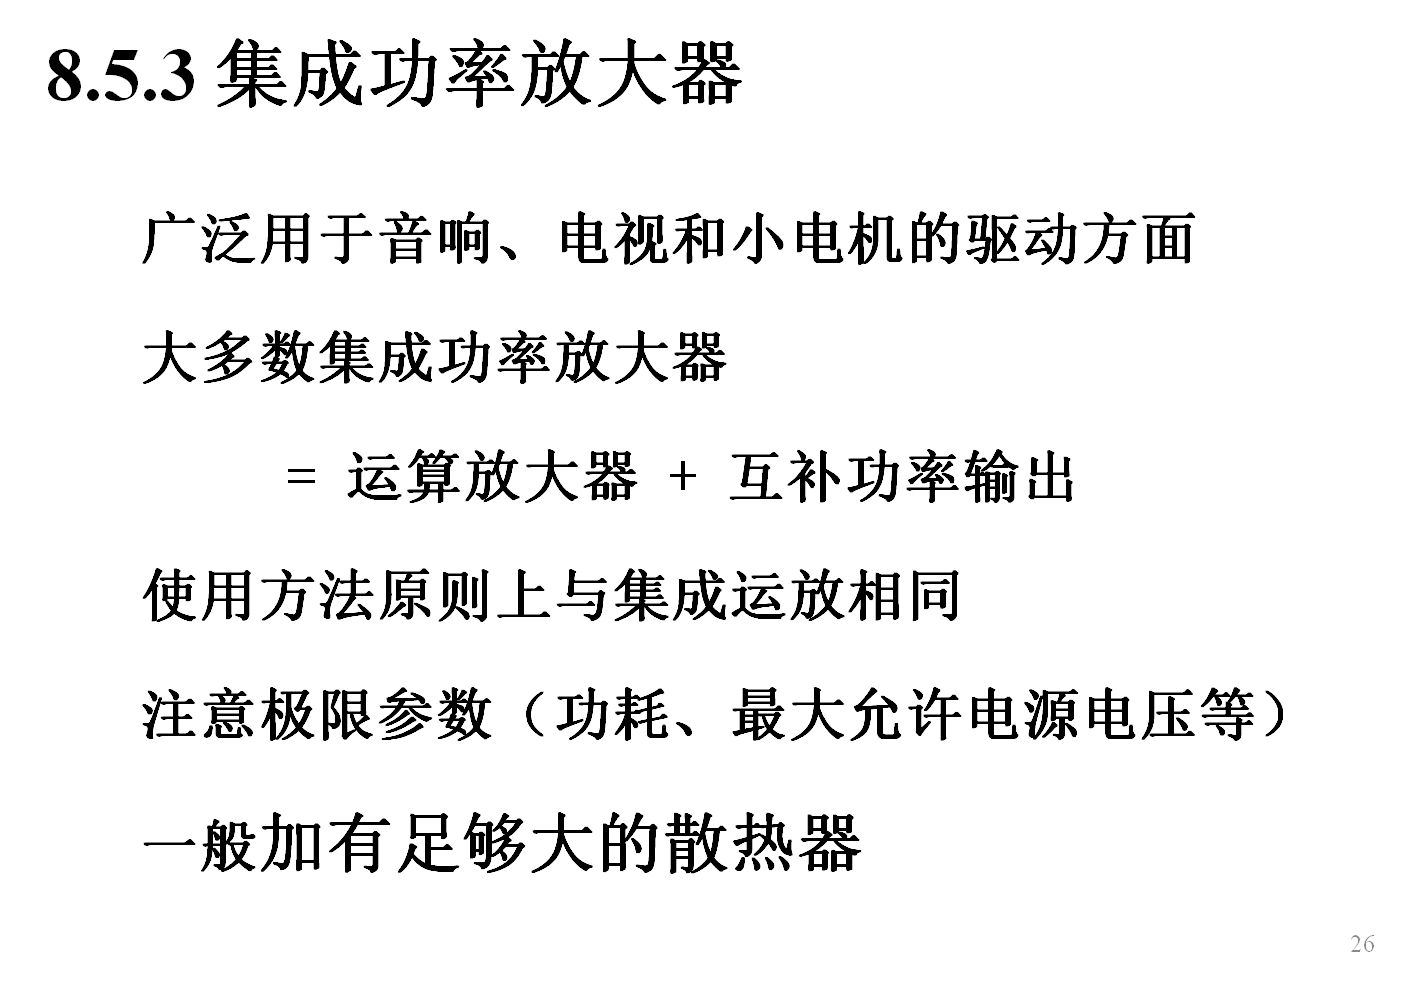 8.5.3 集成功率放大器
广泛用于音响、电视和小电机的驱动方面
大多数集成功率放大器
= 运算放大器 + 互补功率输出
使用方法原则上与集成运放相同
注意极限参数（功耗、最大允许电源电压等）
一般加有足够大的散热器
26